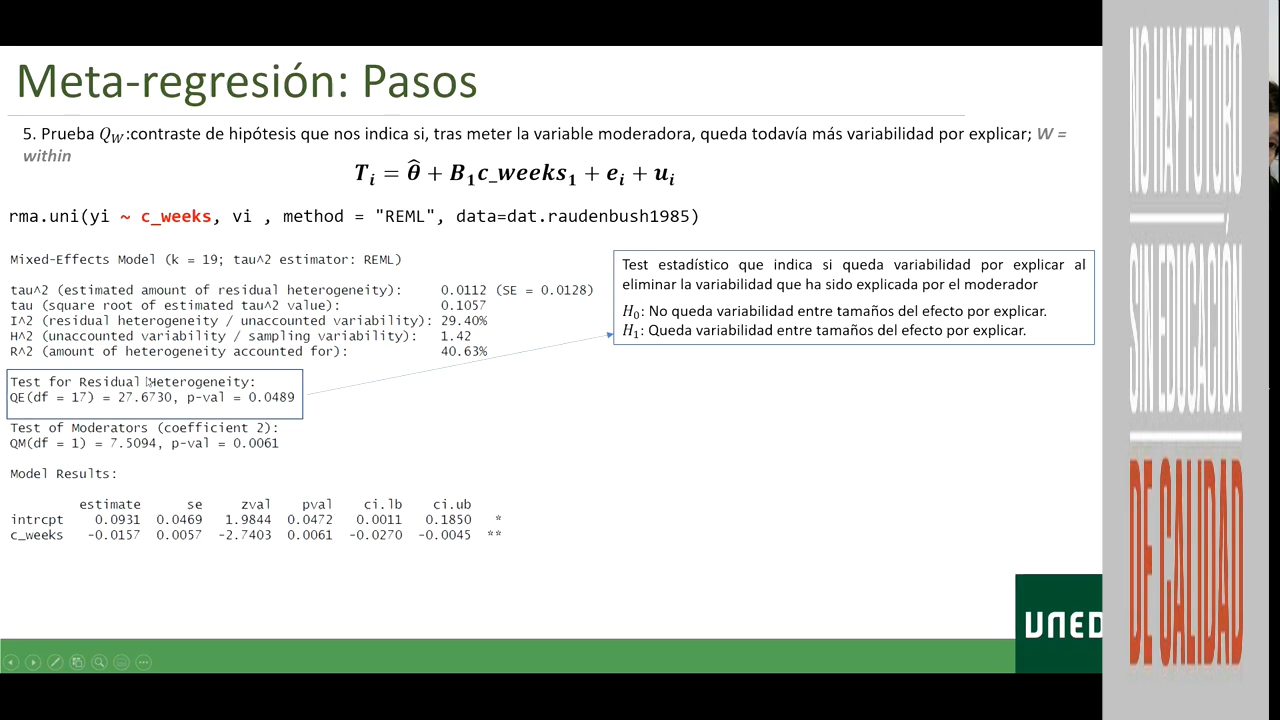 Meta-regresión: Pasos
5. Prueba Q_W:contraste de hipótesis que nos indica si, tras meter la variable moderadora, queda todavía más variabilidad por explicar; W =
within
T_i = θ̂ + B_1c_weeks_1 + e_i + u_i
rma.uni(yi ~ c_weeks, vi , method = "REML", data=dat.raudenbush1985)
Mixed-Effects Model (k = 19; tau^2 estimator: REML)
tau^2 (estimated amount of residual heterogeneity): 0.0112 (SE = 0.0128)
tau (square root of estimated tau^2 value): 0.1057
I^2 (residual heterogeneity / unaccounted variability): 29.40%
H^2 (unaccounted variability / sampling variability): 1.42
R^2 (amount of heterogeneity accounted for): 40.63%
Test for Residual Heterogeneity:
QE(df = 17) = 27.6730, p-val = 0.0489
Test of Moderators (coefficient 2):
QM(df = 1) = 7.5094, p-val = 0.0061
Model Results:
estimate se zval pval ci.lb ci.ub
intrcpt 0.0931 0.0469 1.9844 0.0472 0.0011 0.1850 *
c_weeks -0.0157 0.0057 -2.7403 0.0061 -0.0270 -0.0045 **
Test estadístico que indica si queda variabilidad por explicar al
eliminar la variabilidad que ha sido explicada por el moderador
H_0: No queda variabilidad entre tamaños del efecto por explicar.
H_1: Queda variabilidad entre tamaños del efecto por explicar.
UNED
NO HAY FUTURO
SIN EDUCACIÓN
DE CALIDAD